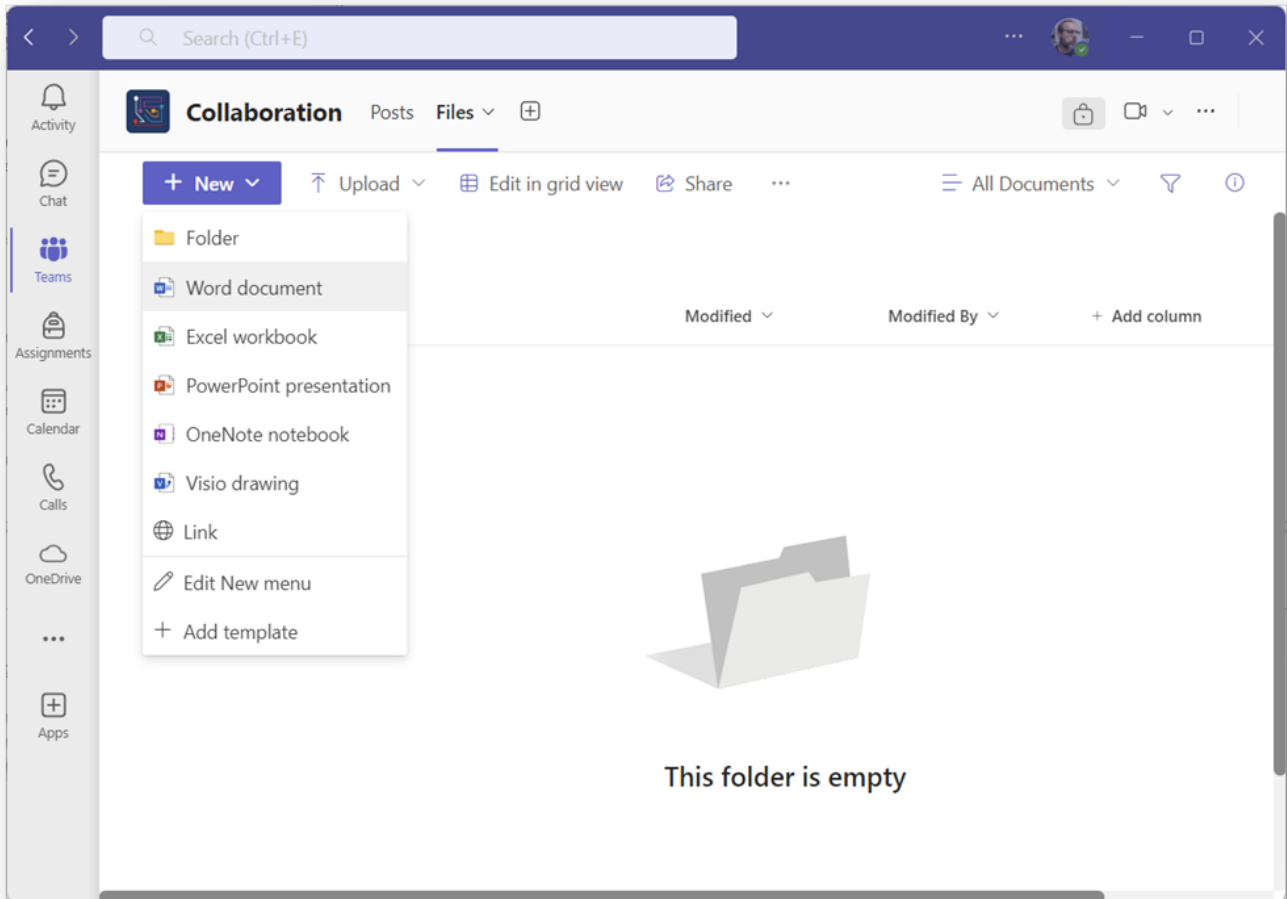 Search (Ctrl+E)
Activity
Chat
Teams
Assignments
Calendar
Calls
OneDrive
Apps
Collaboration Posts Files
+ New Upload Edit in grid view Share All Documents
Folder
Word document
Excel workbook
PowerPoint presentation
OneNote notebook
Visio drawing
Link
Edit New menu
+ Add template
Modified Modified By + Add column
This folder is empty